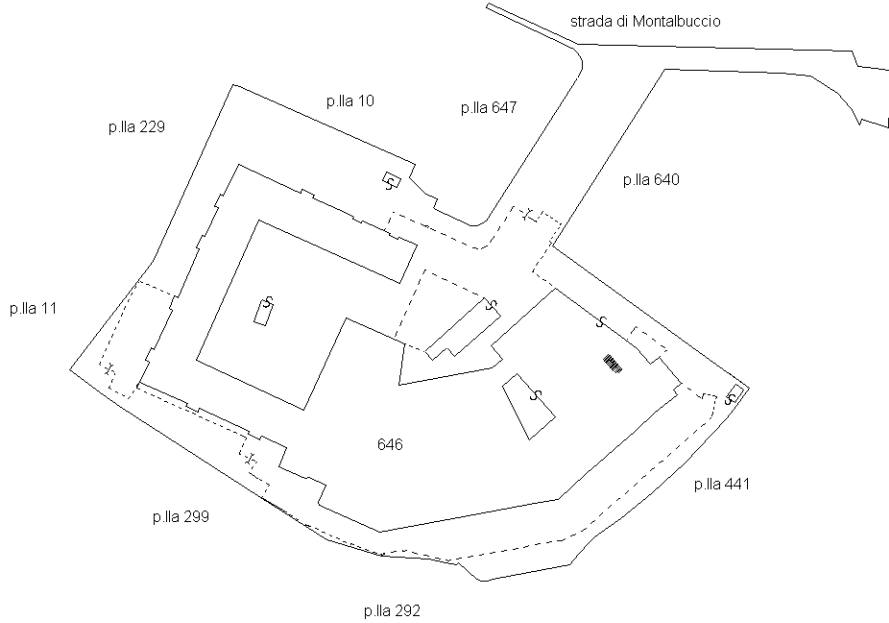 strada di Montalbuccio
p.lla 10
p.lla 647
p.lla 229
p.lla 640
p.lla 11
646
p.lla 441
p.lla 299
p.lla 292